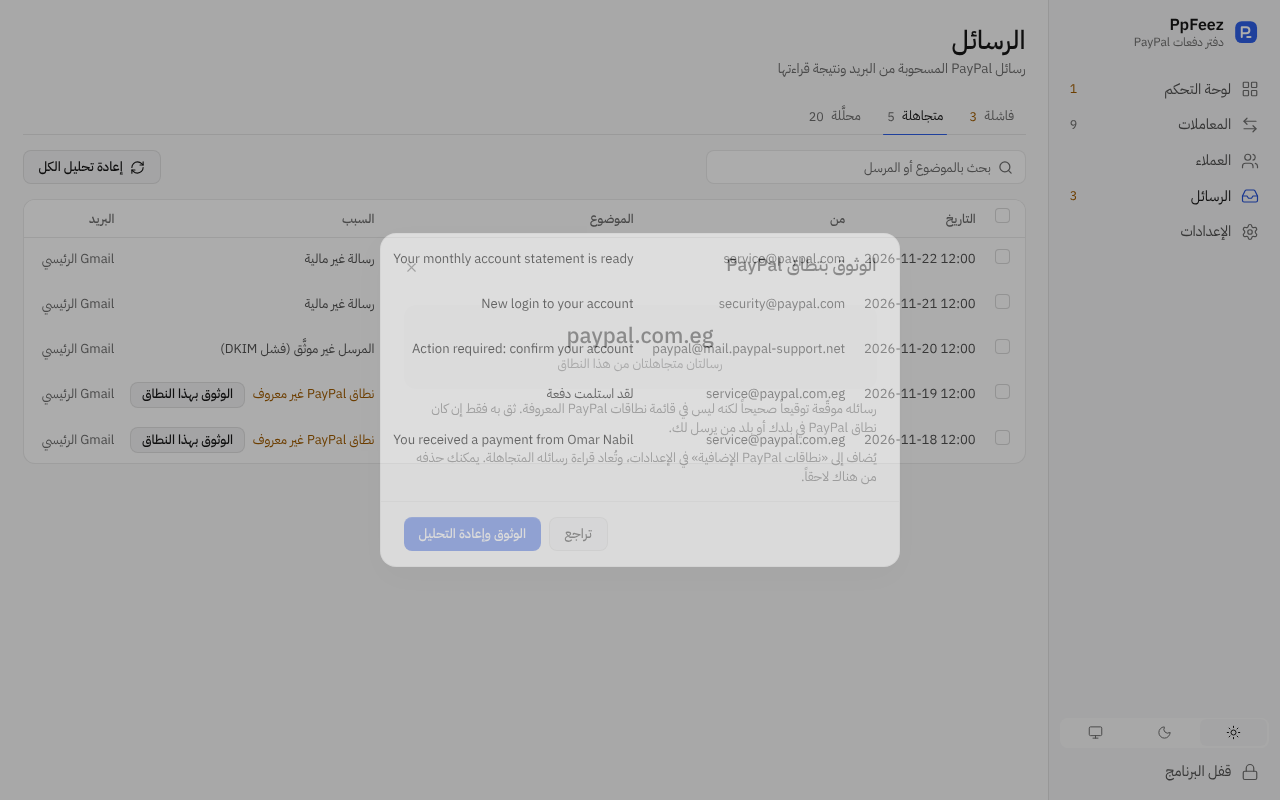 PpFeez
دفتر دفعات PayPal
لوحة التحكم 1
المعاملات 9
العملاء
الرسائل 3
الإعدادات
قفل البرنامج
الرسائل
رسائل PayPal المسحوبة من البريد ونتيجة قراءتها
فاشلة 3 متجاهلة 5 محلَّلة 20
بحث بالموضوع أو المرسل
إعادة تحليل الكل
التاريخ من الموضوع السبب البريد
2026-11-22 12:00 service@paypal.com Your monthly account statement is ready رسالة غير مالية Gmail الرئيسي
2026-11-21 12:00 security@paypal.com New login to your account رسالة غير مالية Gmail الرئيسي
2026-11-20 12:00 paypal@mail.paypal-support.net Action required: confirm your account المرسل غير موثَّق (فشل DKIM) Gmail الرئيسي
2026-11-19 12:00 service@paypal.com.eg لقد استلمت دفعة نطاق PayPal غير معروف الوثوق بهذا النطاق Gmail الرئيسي
2026-11-18 12:00 service@paypal.com.eg You received a payment from Omar Nabil نطاق PayPal غير معروف الوثوق بهذا النطاق Gmail الرئيسي
الوثوق بنطاق PayPal
paypal.com.eg
رسالتان متجاهلتان من هذا النطاق
رسائله موقّعة توقيعاً صحيحاً لكنه ليس في قائمة نطاقات PayPal المعروفة. ثق به فقط إن كان
نطاق PayPal في بلدك أو بلد من يرسل لك.
يُضاف إلى «نطاقات PayPal الإضافية» في الإعدادات، وتُعاد قراءة رسائله المتجاهلة. يمكنك حذفه
من هناك لاحقاً.
تراجع
الوثوق وإعادة التحليل